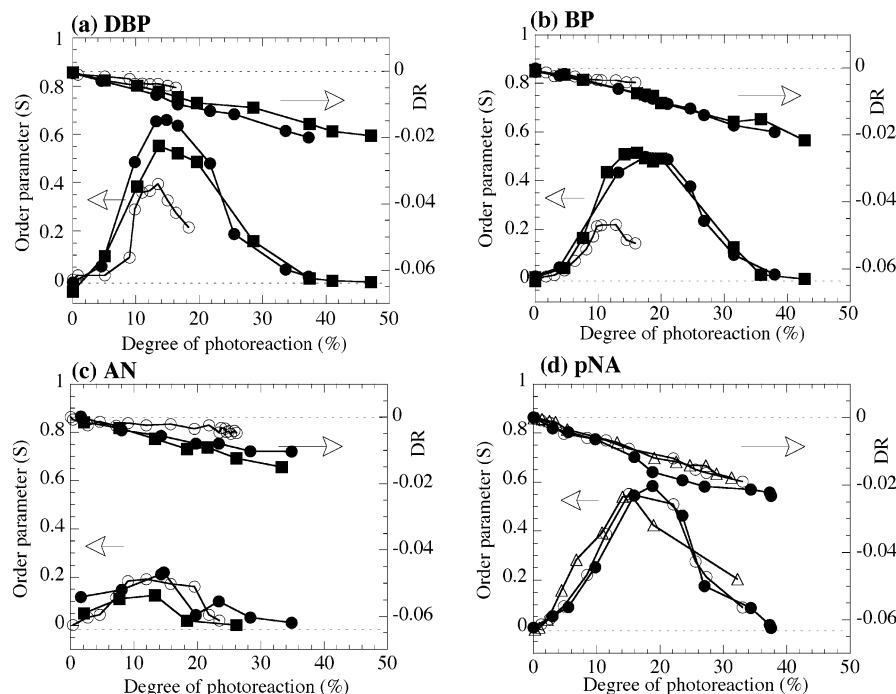 (a) DBP
1
0.8
0.6
0.4
0.2
0
Order parameter (S)
0
-0.02
-0.04
-0.06
DR
0 10 20 30 40 50
Degree of photoreaction (%)
(b) BP
1
0.8
0.6
0.4
0.2
0
Order parameter (S)
0
-0.02
-0.04
-0.06
DR
0 10 20 30 40 50
Degree of photoreaction (%)
(c) AN
1
0.8
0.6
0.4
0.2
0
Order parameter (S)
0
-0.02
-0.04
-0.06
DR
0 10 20 30 40 50
Degree of photoreaction (%)
(d) pNA
1
0.8
0.6
0.4
0.2
0
Order parameter (S)
0
-0.02
-0.04
-0.06
DR
0 10 20 30 40 50
Degree of photoreaction (%)